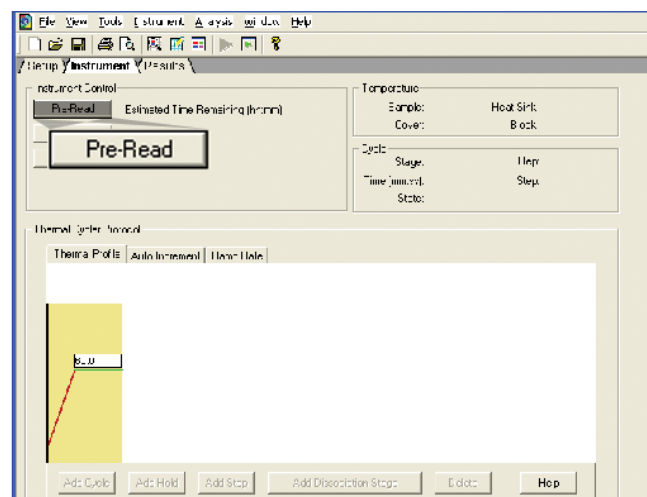 File View Tools Instrument Analysis Window Help
Setup Instrument Results
Instrument Control
Pre-Read Estimated Time Remaining (hh:mm)
Pre-Read
Temperature
Sample: Heat Sink
Cover: Block
Cycle
Stage: Rep:
Time (mm:ss): Step:
State:
Thermal Cycler Protocol
Thermal Profile Auto Increment Ramp Rate
60.0
Add Cycle Add Hold Add Step Add Dissociation Stage Delete Help